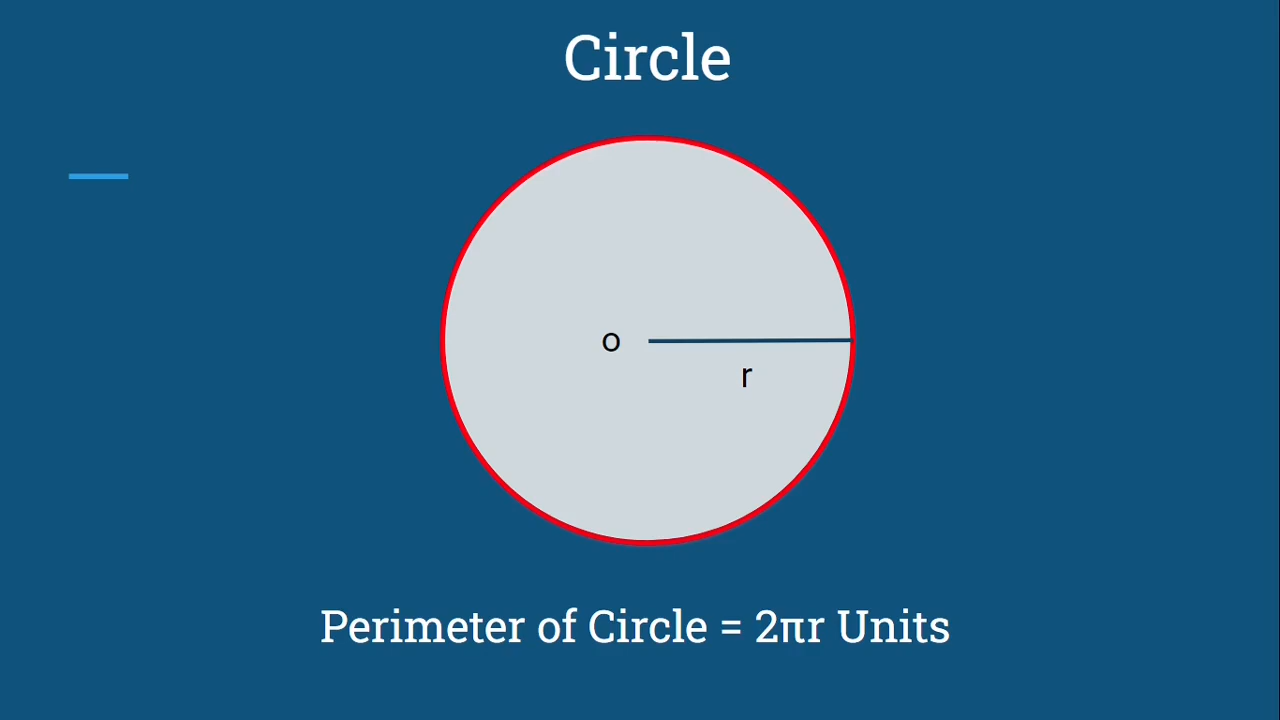 Circle
o
r
Perimeter of Circle = 2πr Units